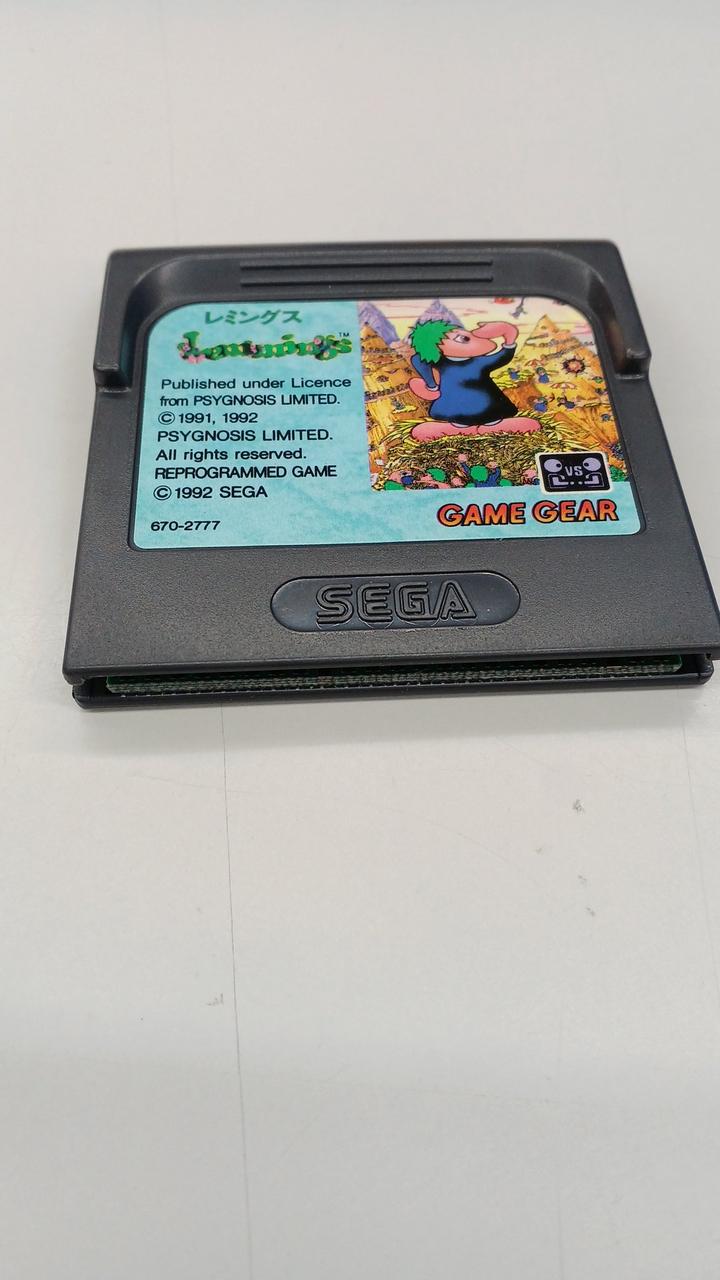 レミングス
Lemmings™
Published under Licence
from PSYGNOSIS LIMITED.
© 1991, 1992
PSYGNOSIS LIMITED.
All rights reserved.
REPROGRAMMED GAME
© 1992 SEGA
670-2777
VS
GAME GEAR
SEGA